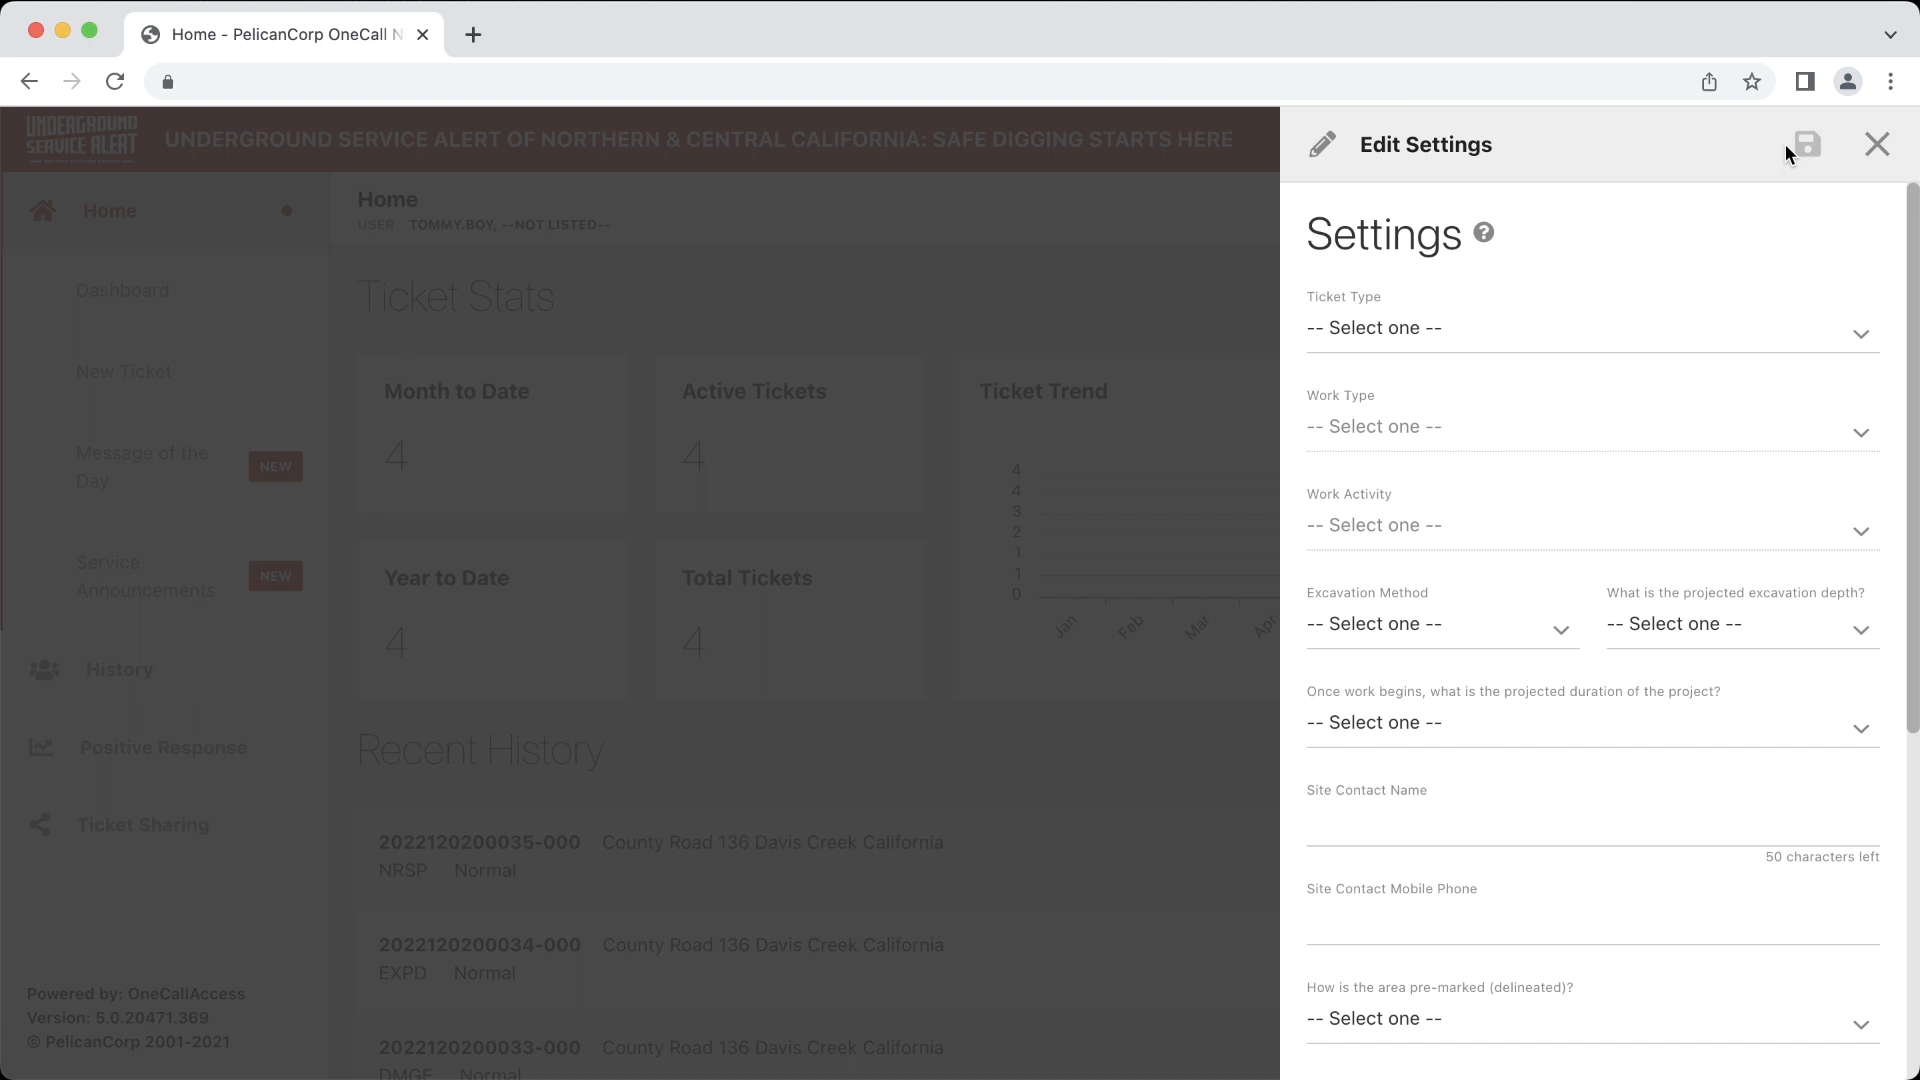 Home - PelicanCorp OneCall N
UNDERGROUND
SERVICE ALERT
UNDERGROUND SERVICE ALERT OF NORTHERN & CENTRAL CALIFORNIA: SAFE DIGGING STARTS HERE
Edit Settings
Home
Home
USER TOMMY.BOY, --NOT LISTED--
Dashboard
New Ticket
Message of the
Day
NEW
Service
Announcements
NEW
History
Positive Response
Ticket Sharing
Powered by: OneCallAccess
Version: 5.0.20471.369
© PelicanCorp 2001-2021
Ticket Stats
Month to Date
4
Active Tickets
4
Year to Date
4
Total Tickets
4
Ticket Trend
4
4
3
2
1
1
0
Jan
Feb
Mar
Apr
Recent History
2022120200035-000 County Road 136 Davis Creek California
NRSP Normal
2022120200034-000 County Road 136 Davis Creek California
EXPD Normal
2022120200033-000 County Road 136 Davis Creek California
DMGE Normal
Settings
Ticket Type
-- Select one --
Work Type
-- Select one --
Work Activity
-- Select one --
Excavation Method
-- Select one --
What is the projected excavation depth?
-- Select one --
Once work begins, what is the projected duration of the project?
-- Select one --
Site Contact Name
50 characters left
Site Contact Mobile Phone
How is the area pre-marked (delineated)?
-- Select one --